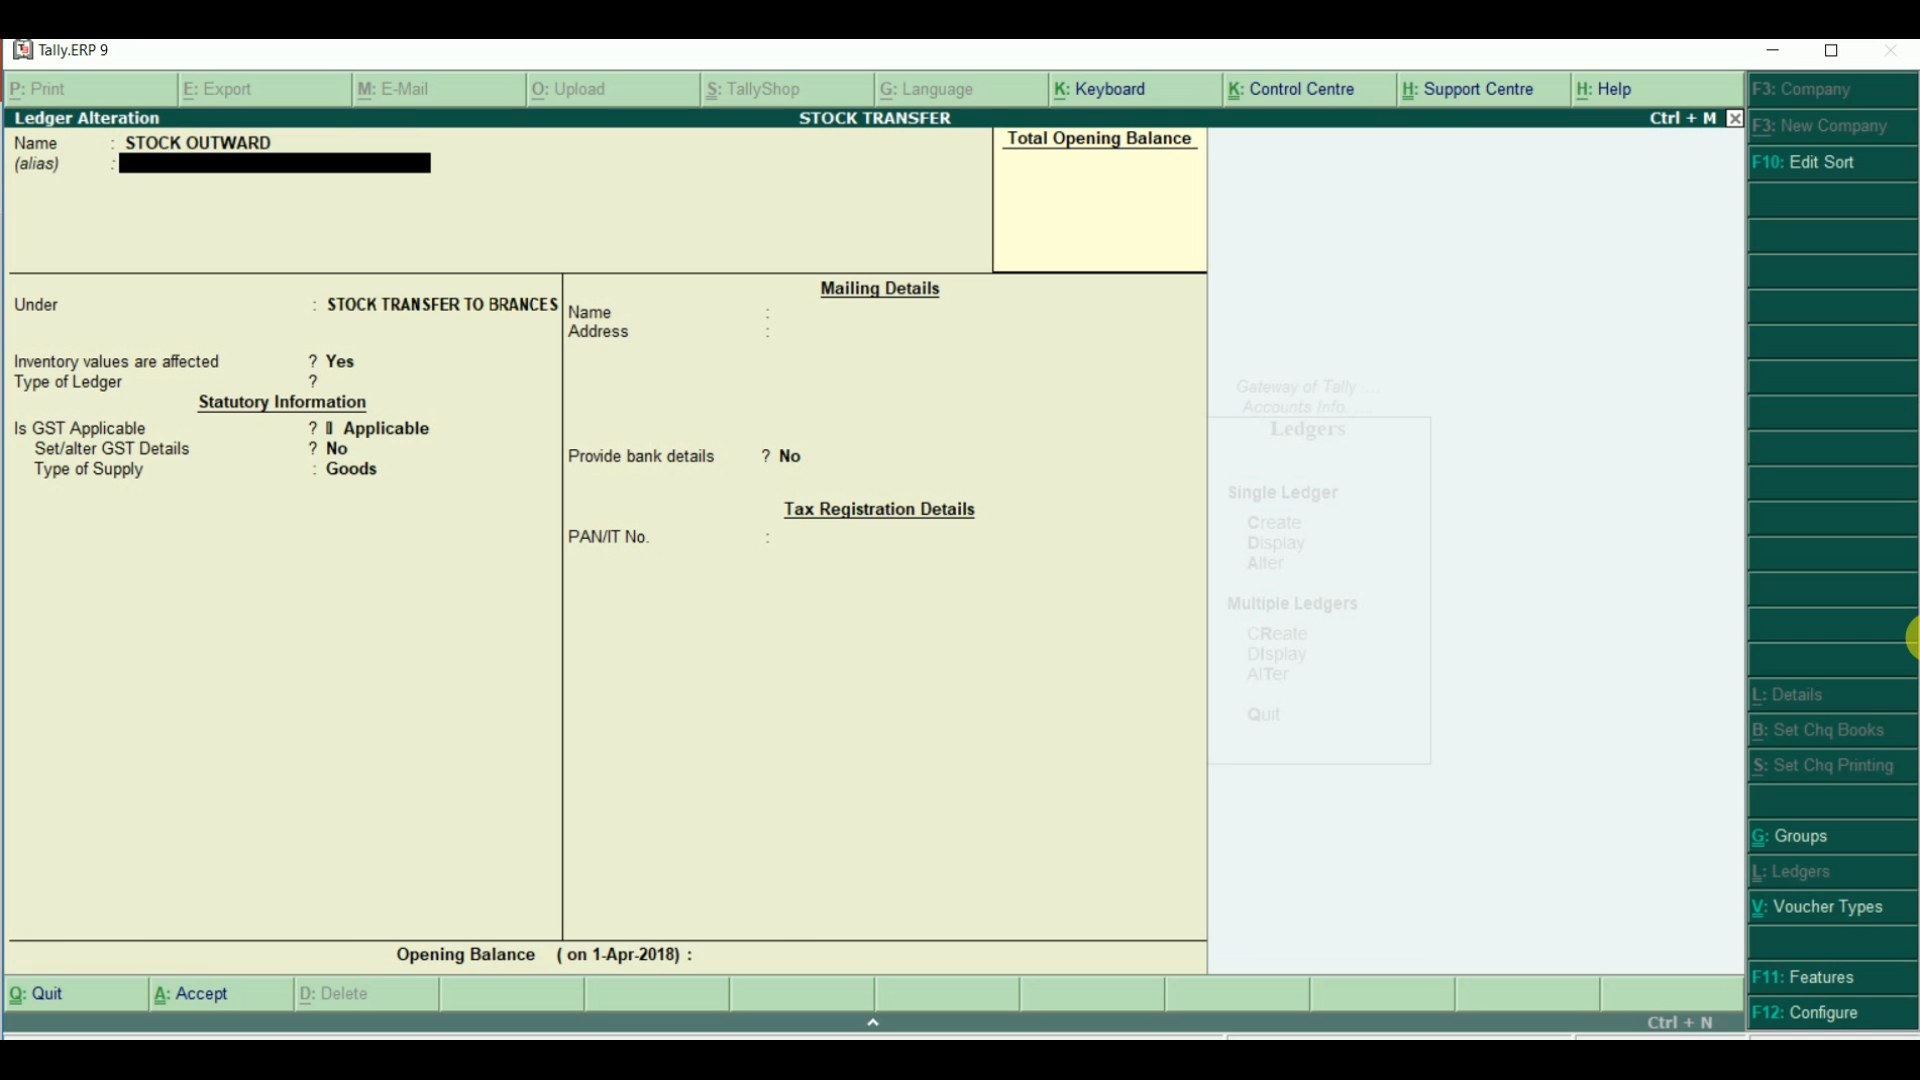 Tally.ERP 9
P: Print E: Export M: E-Mail O: Upload S: TallyShop G: Language K: Keyboard K: Control Centre H: Support Centre H: Help
Ledger Alteration STOCK TRANSFER Ctrl + M
Name : STOCK OUTWARD
(alias) :
Total Opening Balance
Under : STOCK TRANSFER TO BRANCES
Inventory values are affected ? Yes
Type of Ledger ?
Statutory Information
Is GST Applicable ? Applicable
Set/alter GST Details ? No
Type of Supply : Goods
Mailing Details
Name :
Address :
Provide bank details ? No
Tax Registration Details
PAN/IT No. :
Opening Balance ( on 1-Apr-2018) :
Gateway of Tally .....
Accounts Info. .....
Ledgers
Single Ledger
Create
Display
Alter
Multiple Ledgers
CReate
DIsplay
AlTer
Quit
F3: Company
F3: New Company
F10: Edit Sort
L: Details
B: Set Chq Books
S: Set Chq Printing
G: Groups
L: Ledgers
V: Voucher Types
F11: Features
F12: Configure
Q: Quit A: Accept D: Delete
Ctrl + N